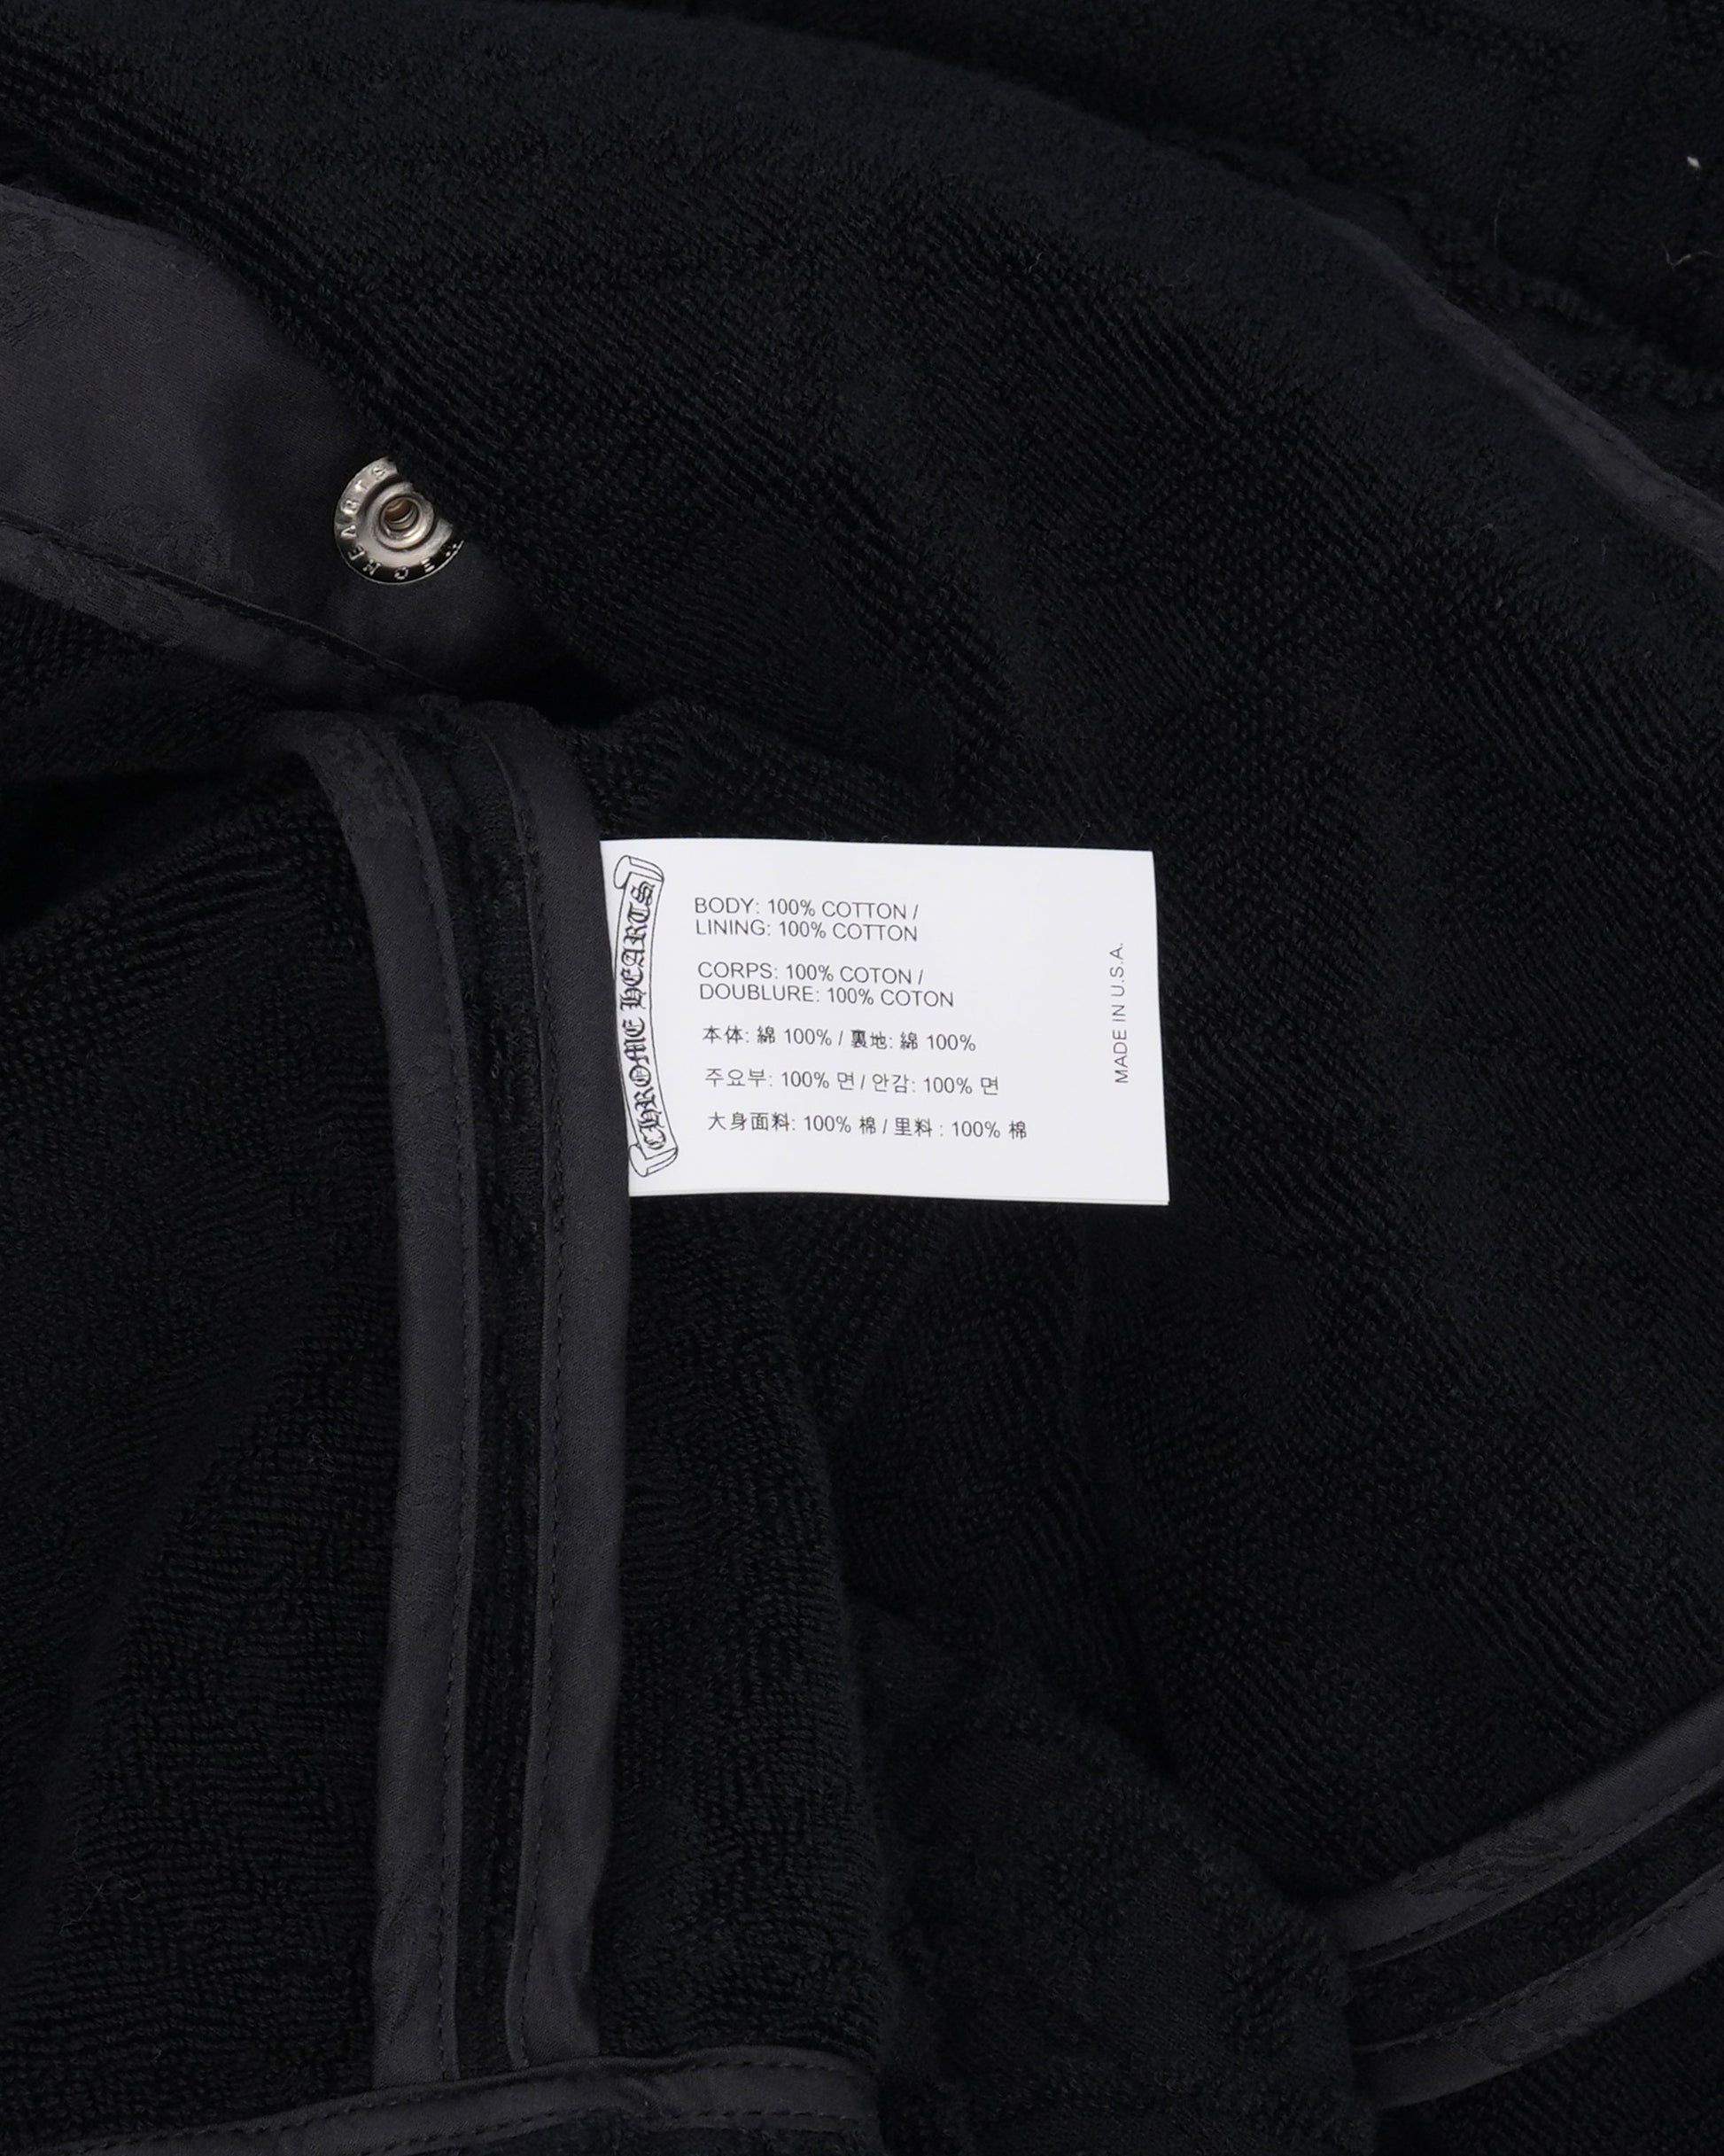 CHROME HEARTS
BODY: 100% COTTON /
LINING: 100% COTTON
CORPS: 100% COTON /
DOUBLURE: 100% COTON
本体: 綿 100% / 裏地: 綿 100%
주요부: 100% 면 / 안감: 100% 면
大身面料: 100% 棉 / 里料 : 100% 棉
MADE IN U.S.A.